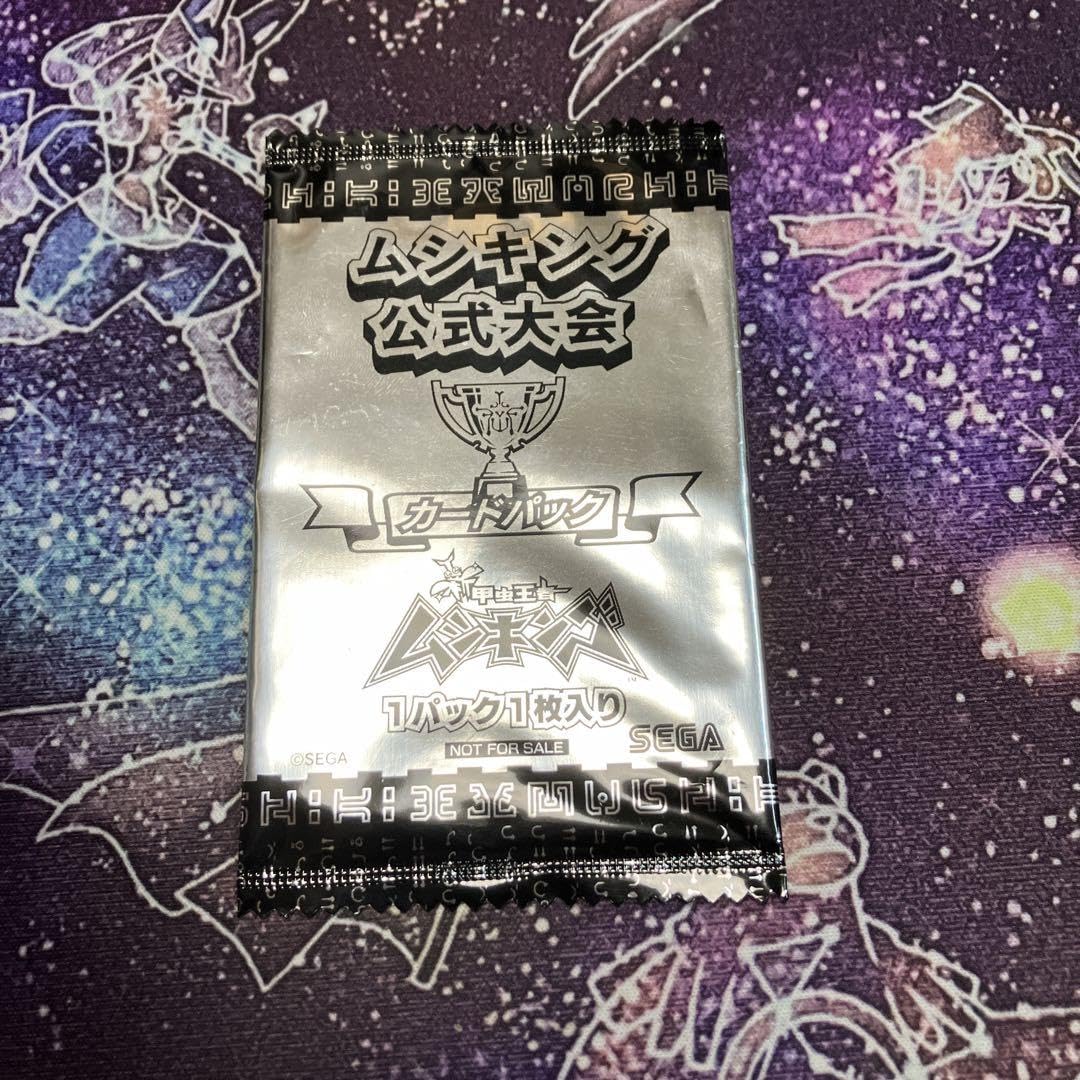 ムシキング
公式大会
カードパック
甲虫王者
ムシキング
TM
1パック1枚入り
NOT FOR SALE
SEGA
©SEGA